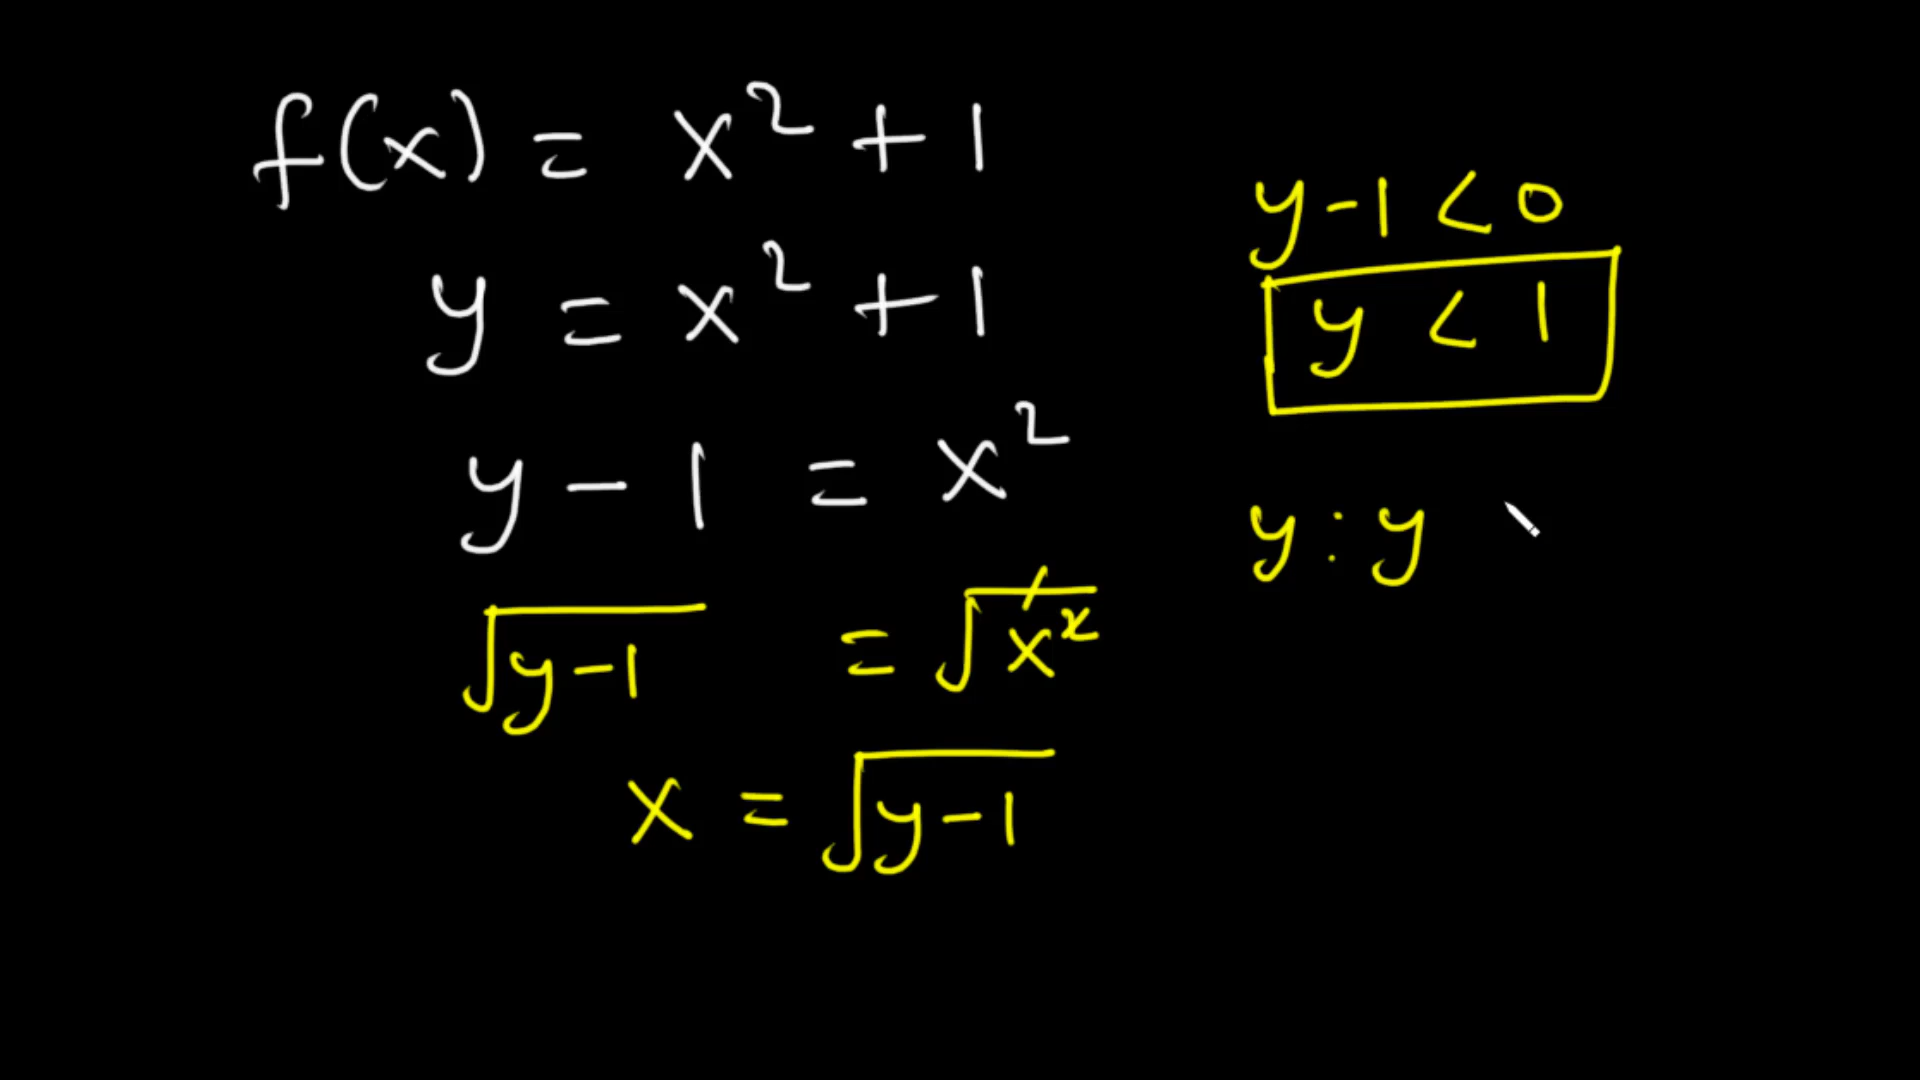 f(x) = x² + 1
y = x² + 1
y - 1 = x²
√y-1 = √x²
x = √y-1
y-1 < 0
y < 1
y : y